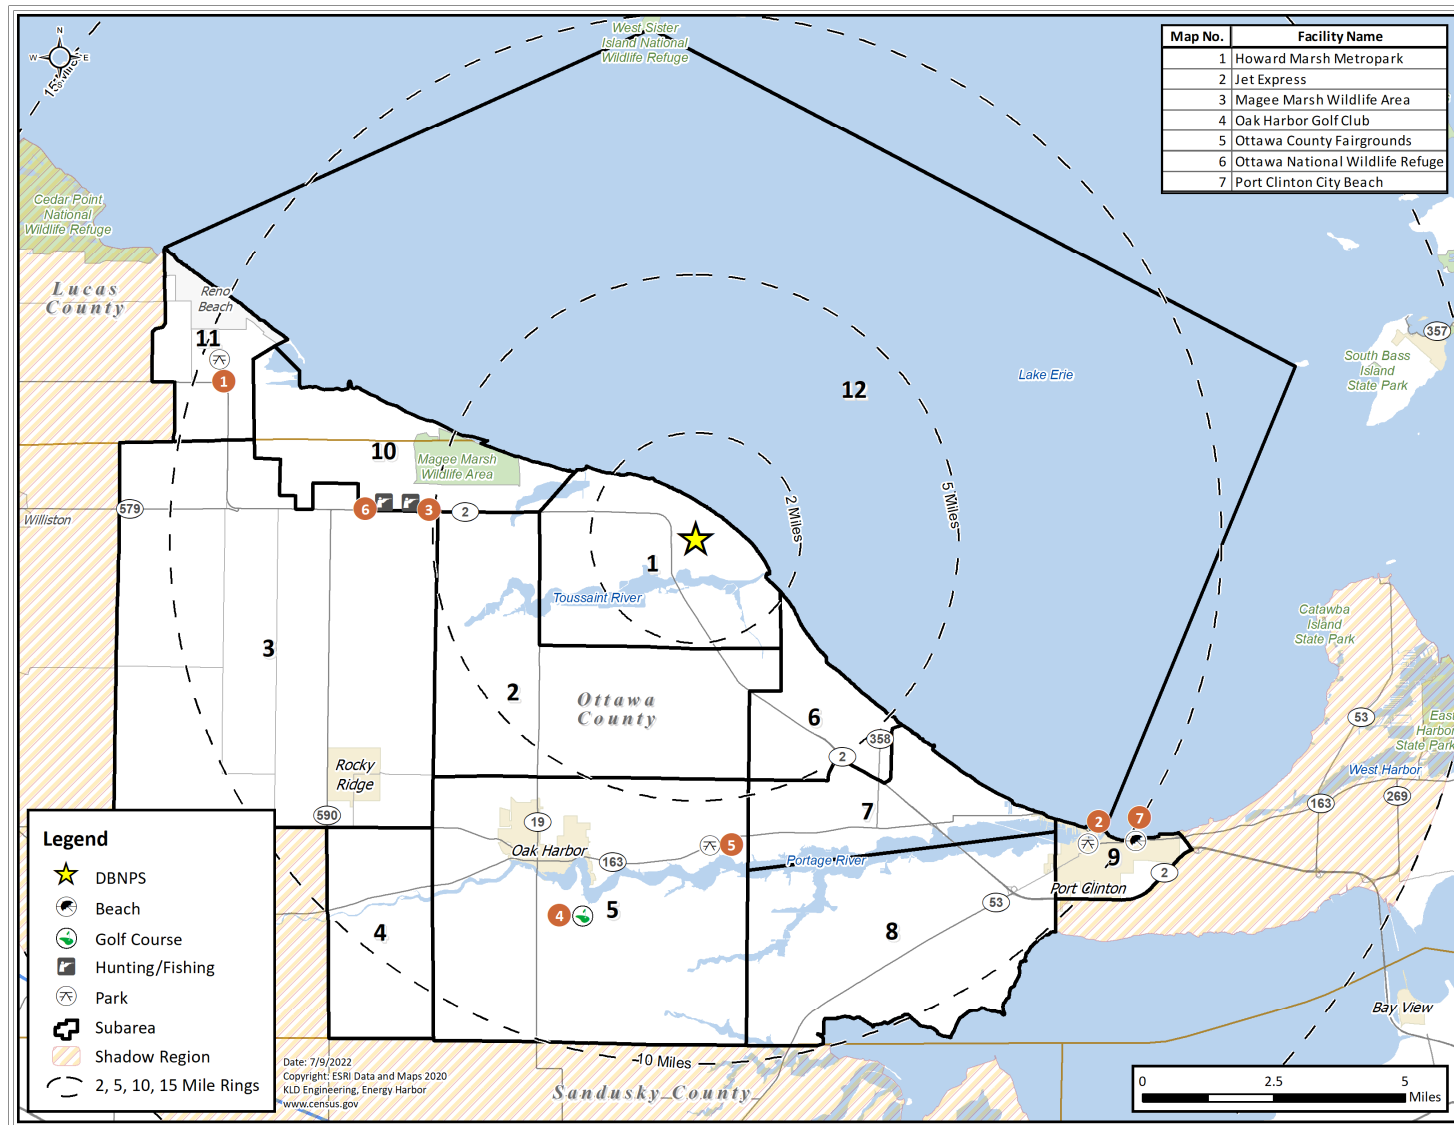 West Sister
Island National
Wildlife Refuge
N
W
E
S
Map No. Facility Name
1 Howard Marsh Metropark
2 Jet Express
3 Magee Marsh Wildlife Area
4 Oak Harbor Golf Club
5 Ottawa County Fairgrounds
6 Ottawa National Wildlife Refuge
7 Port Clinton City Beach
Cedar Point
National
Wildlife Refuge
Lucas
County
Reno
Beach
11
1
12
Lake Erie
357
South Bass
Island
State Park
10
Magee Marsh
Wildlife Area
6
3
2
579
Williston
2 Miles
5 Miles
1
Toussaint River
Catawba
Island
State Park
3
2
Ottawa
County
6
358
2
53
East
Harbor
State Park
West Harbor
269
163
Rocky
Ridge
590
7
2
7
19
Oak Harbor
163
5
Portage River
9
2
Port Clinton
53
4
5
4
8
Bay View
Legend
DBNPS
Beach
Golf Course
Hunting/Fishing
Park
Subarea
Shadow Region
2, 5, 10, 15 Mile Rings
Date: 7/9/2022
Copyright: ESRI Data and Maps 2020
KLD Engineering, Energy Harbor
www.census.gov
10 Miles
Sandusky County
0 2.5 5
Miles